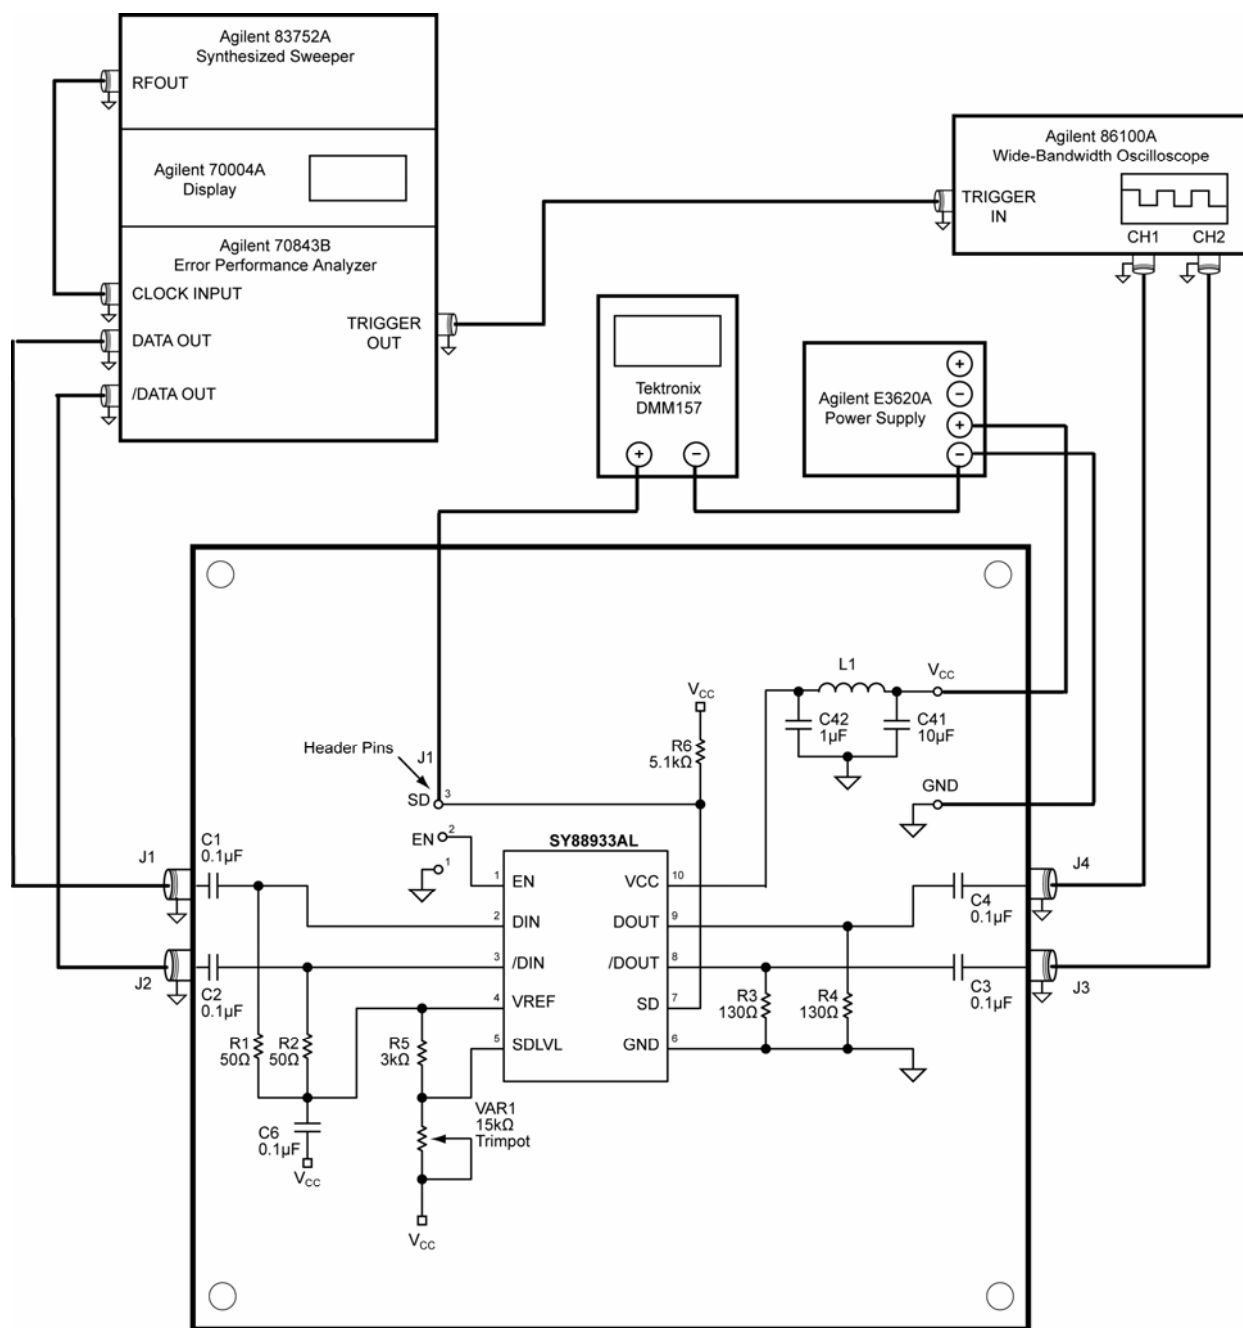 Agilent 83752A
Synthesized Sweeper
RFOUT
Agilent 70004A
Display
Agilent 70843B
Error Performance Analyzer
CLOCK INPUT
DATA OUT
TRIGGER
OUT
/DATA OUT
Agilent 86100A
Wide-Bandwidth Oscilloscope
TRIGGER
IN
CH1
CH2
Tektronix
DMM157
+
−
Agilent E3620A
Power Supply
+
−
+
−
Header Pins
J1
SD
3
EN
2
1
VCC
R6
5.1kΩ
L1
VCC
C42
1µF
C41
10µF
GND
J1
C1
0.1µF
J2
C2
0.1µF
R1
50Ω
R2
50Ω
C6
0.1µF
VCC
R5
3kΩ
VAR1
15kΩ
Trimpot
VCC
SY88933AL
1
EN
2
DIN
3
/DIN
4
VREF
5
SDLVL
VCC
10
DOUT
9
/DOUT
8
SD
7
GND
6
R3
130Ω
R4
130Ω
C4
0.1µF
J4
C3
0.1µF
J3